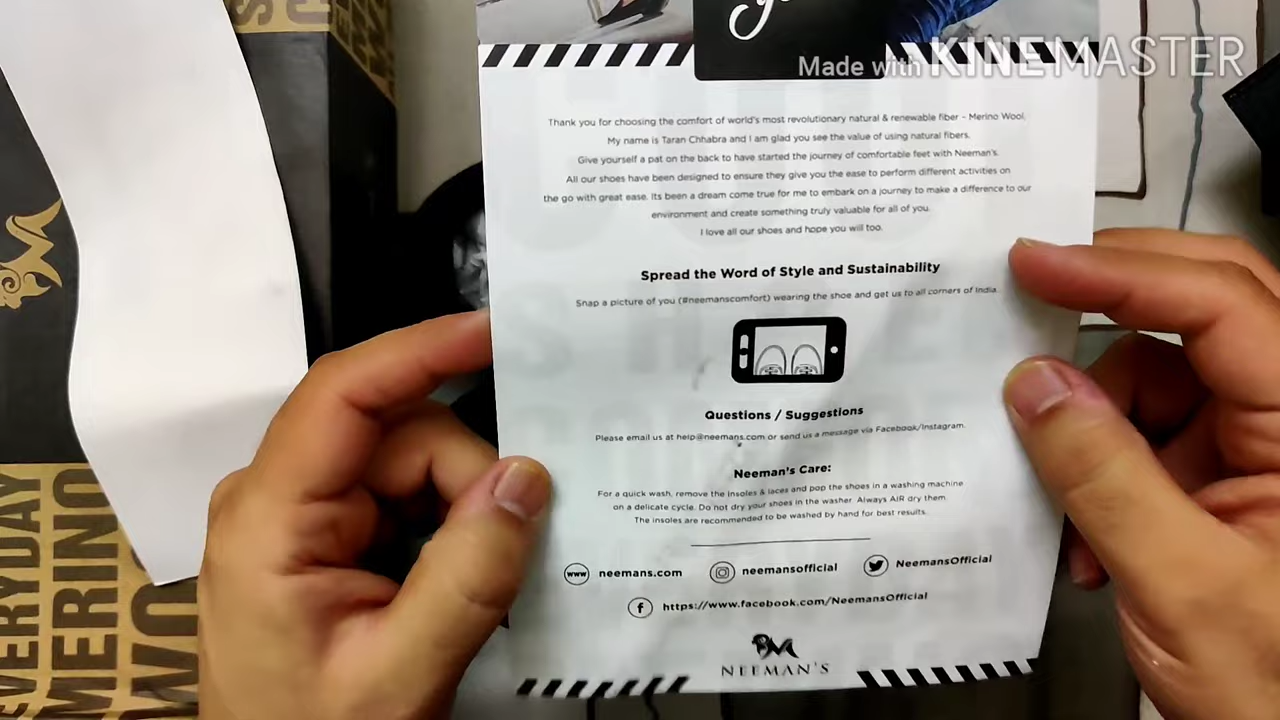 Made with KINEMASTER
Thank you for choosing the comfort of world's most revolutionary natural & renewable fiber - Merino Wool.
My name is Taran Chhabra and I am glad you see the value of using natural fibers.
Give yourself a pat on the back to have started the journey of comfortable feet with Neeman's.
All our shoes have been designed to ensure they give you the ease to perform different activities on
the go with great ease. Its been a dream come true for me to embark on a journey to make a difference to our
environment and create something truly valuable for all of you.
I love all our shoes and hope you will too.
Spread the Word of Style and Sustainability
Snap a picture of you (#neemanscomfort) wearing the shoe and get us to all corners of India.
Questions / Suggestions
Please email us at help@neemans.com or send us a message via Facebook/Instagram.
Neeman's Care:
For a quick wash, remove the insoles & laces and pop the shoes in a washing machine
on a delicate cycle. Do not dry your shoes in the washer. Always AIR dry them.
The insoles are recommended to be washed by hand for best results.
www neemans.com neemansofficial NeemansOfficial
f https://www.facebook.com/NeemansOfficial
NEEMAN'S
EVERYDAY
MERINO